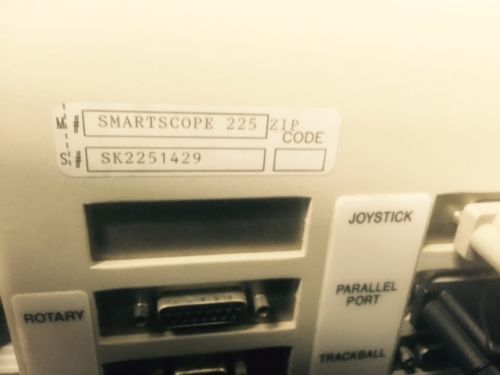 M # SMARTSCOPE 225 ZIP
CODE
S # SK2251429
JOYSTICK
PARALLEL
PORT
ROTARY
TRACKBALL